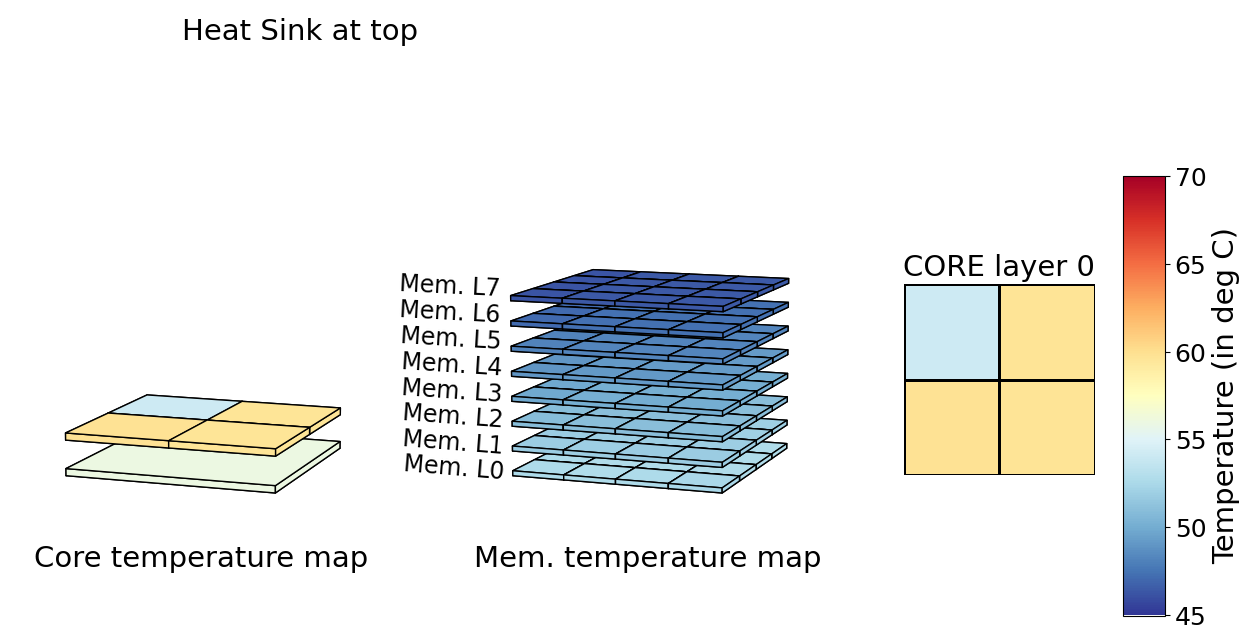 Heat Sink at top
CORE layer 0
Mem. L7
Mem. L6
Mem. L5
Mem. L4
Mem. L3
Mem. L2
Mem. L1
Mem. L0
Core temperature map
Mem. temperature map
70
65
60
55
50
45
Temperature (in deg C)